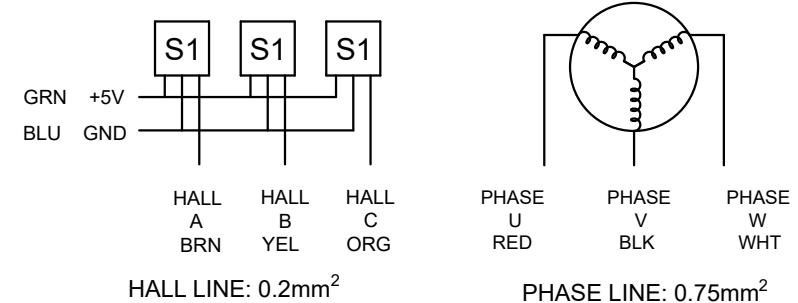 S1 S1 S1
GRN +5V
BLU GND
HALL HALL HALL
A B C
BRN YEL ORG
HALL LINE: 0.2mm²
PHASE PHASE PHASE
U V W
RED BLK WHT
PHASE LINE: 0.75mm²